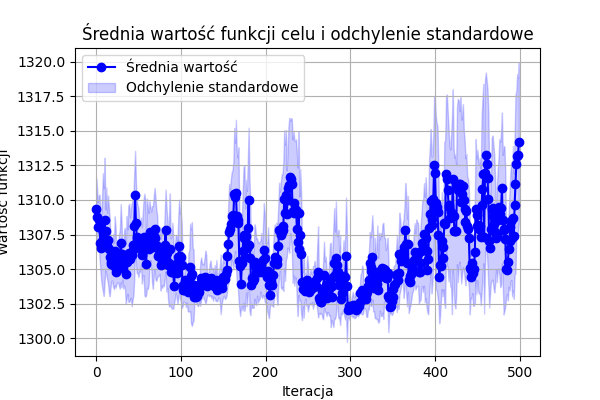 Średnia wartość funkcji celu i odchylenie standardowe
Średnia wartość
Odchylenie standardowe
1320.0
1317.5
1315.0
1312.5
1310.0
1307.5
1305.0
1302.5
1300.0
Wartość funkcji
0 100 200 300 400 500
Iteracja